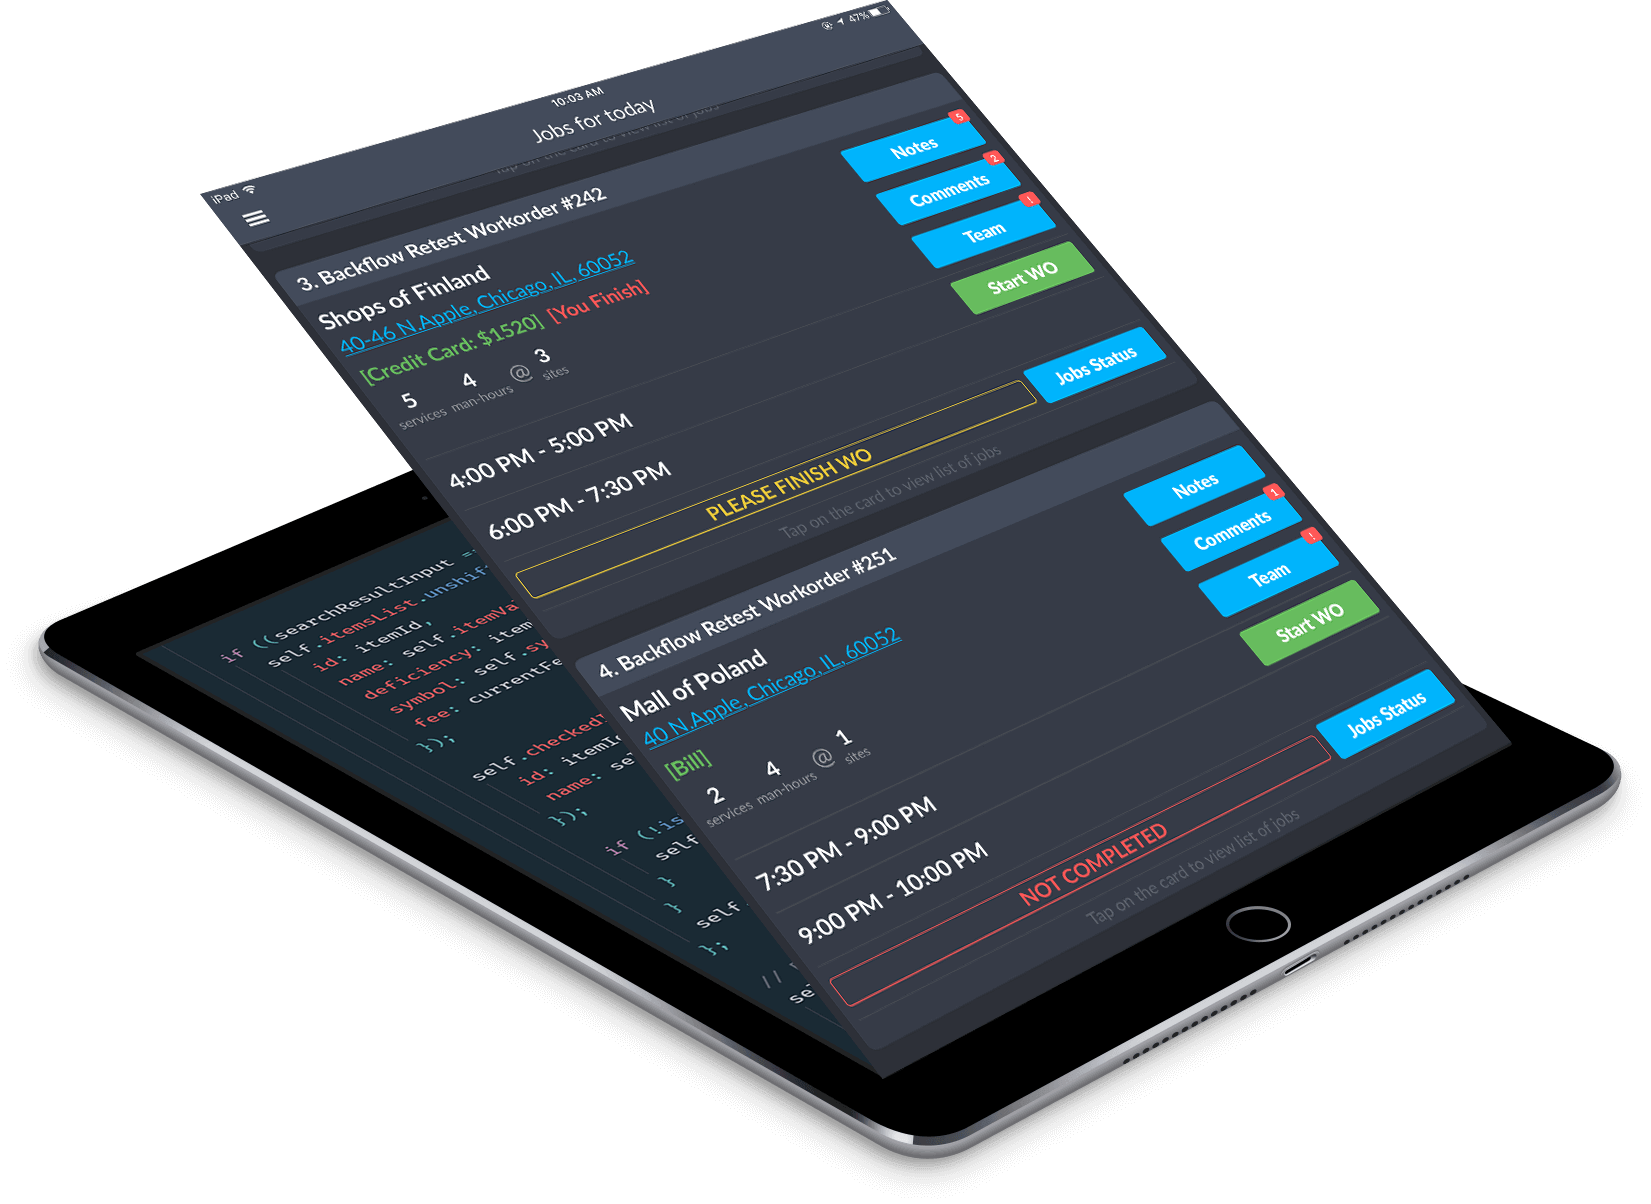 iPad 10:03 AM 47%
Jobs for today
Tap on the card to view list of jobs
3. Backflow Retest Workorder #242
Shops of Finland
40-46 N.Apple, Chicago, IL, 60052
[Credit Card: $1520] [You Finish]
5 services 4 man-hours @ 3 sites
Notes 5
Comments 2
Team !
Start WO
4:00 PM - 5:00 PM
6:00 PM - 7:30 PM
Jobs Status
PLEASE FINISH WO
Tap on the card to view list of jobs
4. Backflow Retest Workorder #251
Mall of Poland
40 N.Apple, Chicago, IL, 60052
[Bill]
2 services 4 man-hours @ 1 sites
Notes
Comments 1
Team !
Start WO
7:30 PM - 9:00 PM
9:00 PM - 10:00 PM
Jobs Status
NOT COMPLETED
Tap on the card to view list of jobs
if ((searchResultInput =
self.itemsList.unshif
id: itemId,
name: self.itemVa
deficiency: item
symbol: self.sy
fee: currentFe
});
self.checked
id: itemId
name: se
});
if (!is
self
}
}
self.
};
//
sel